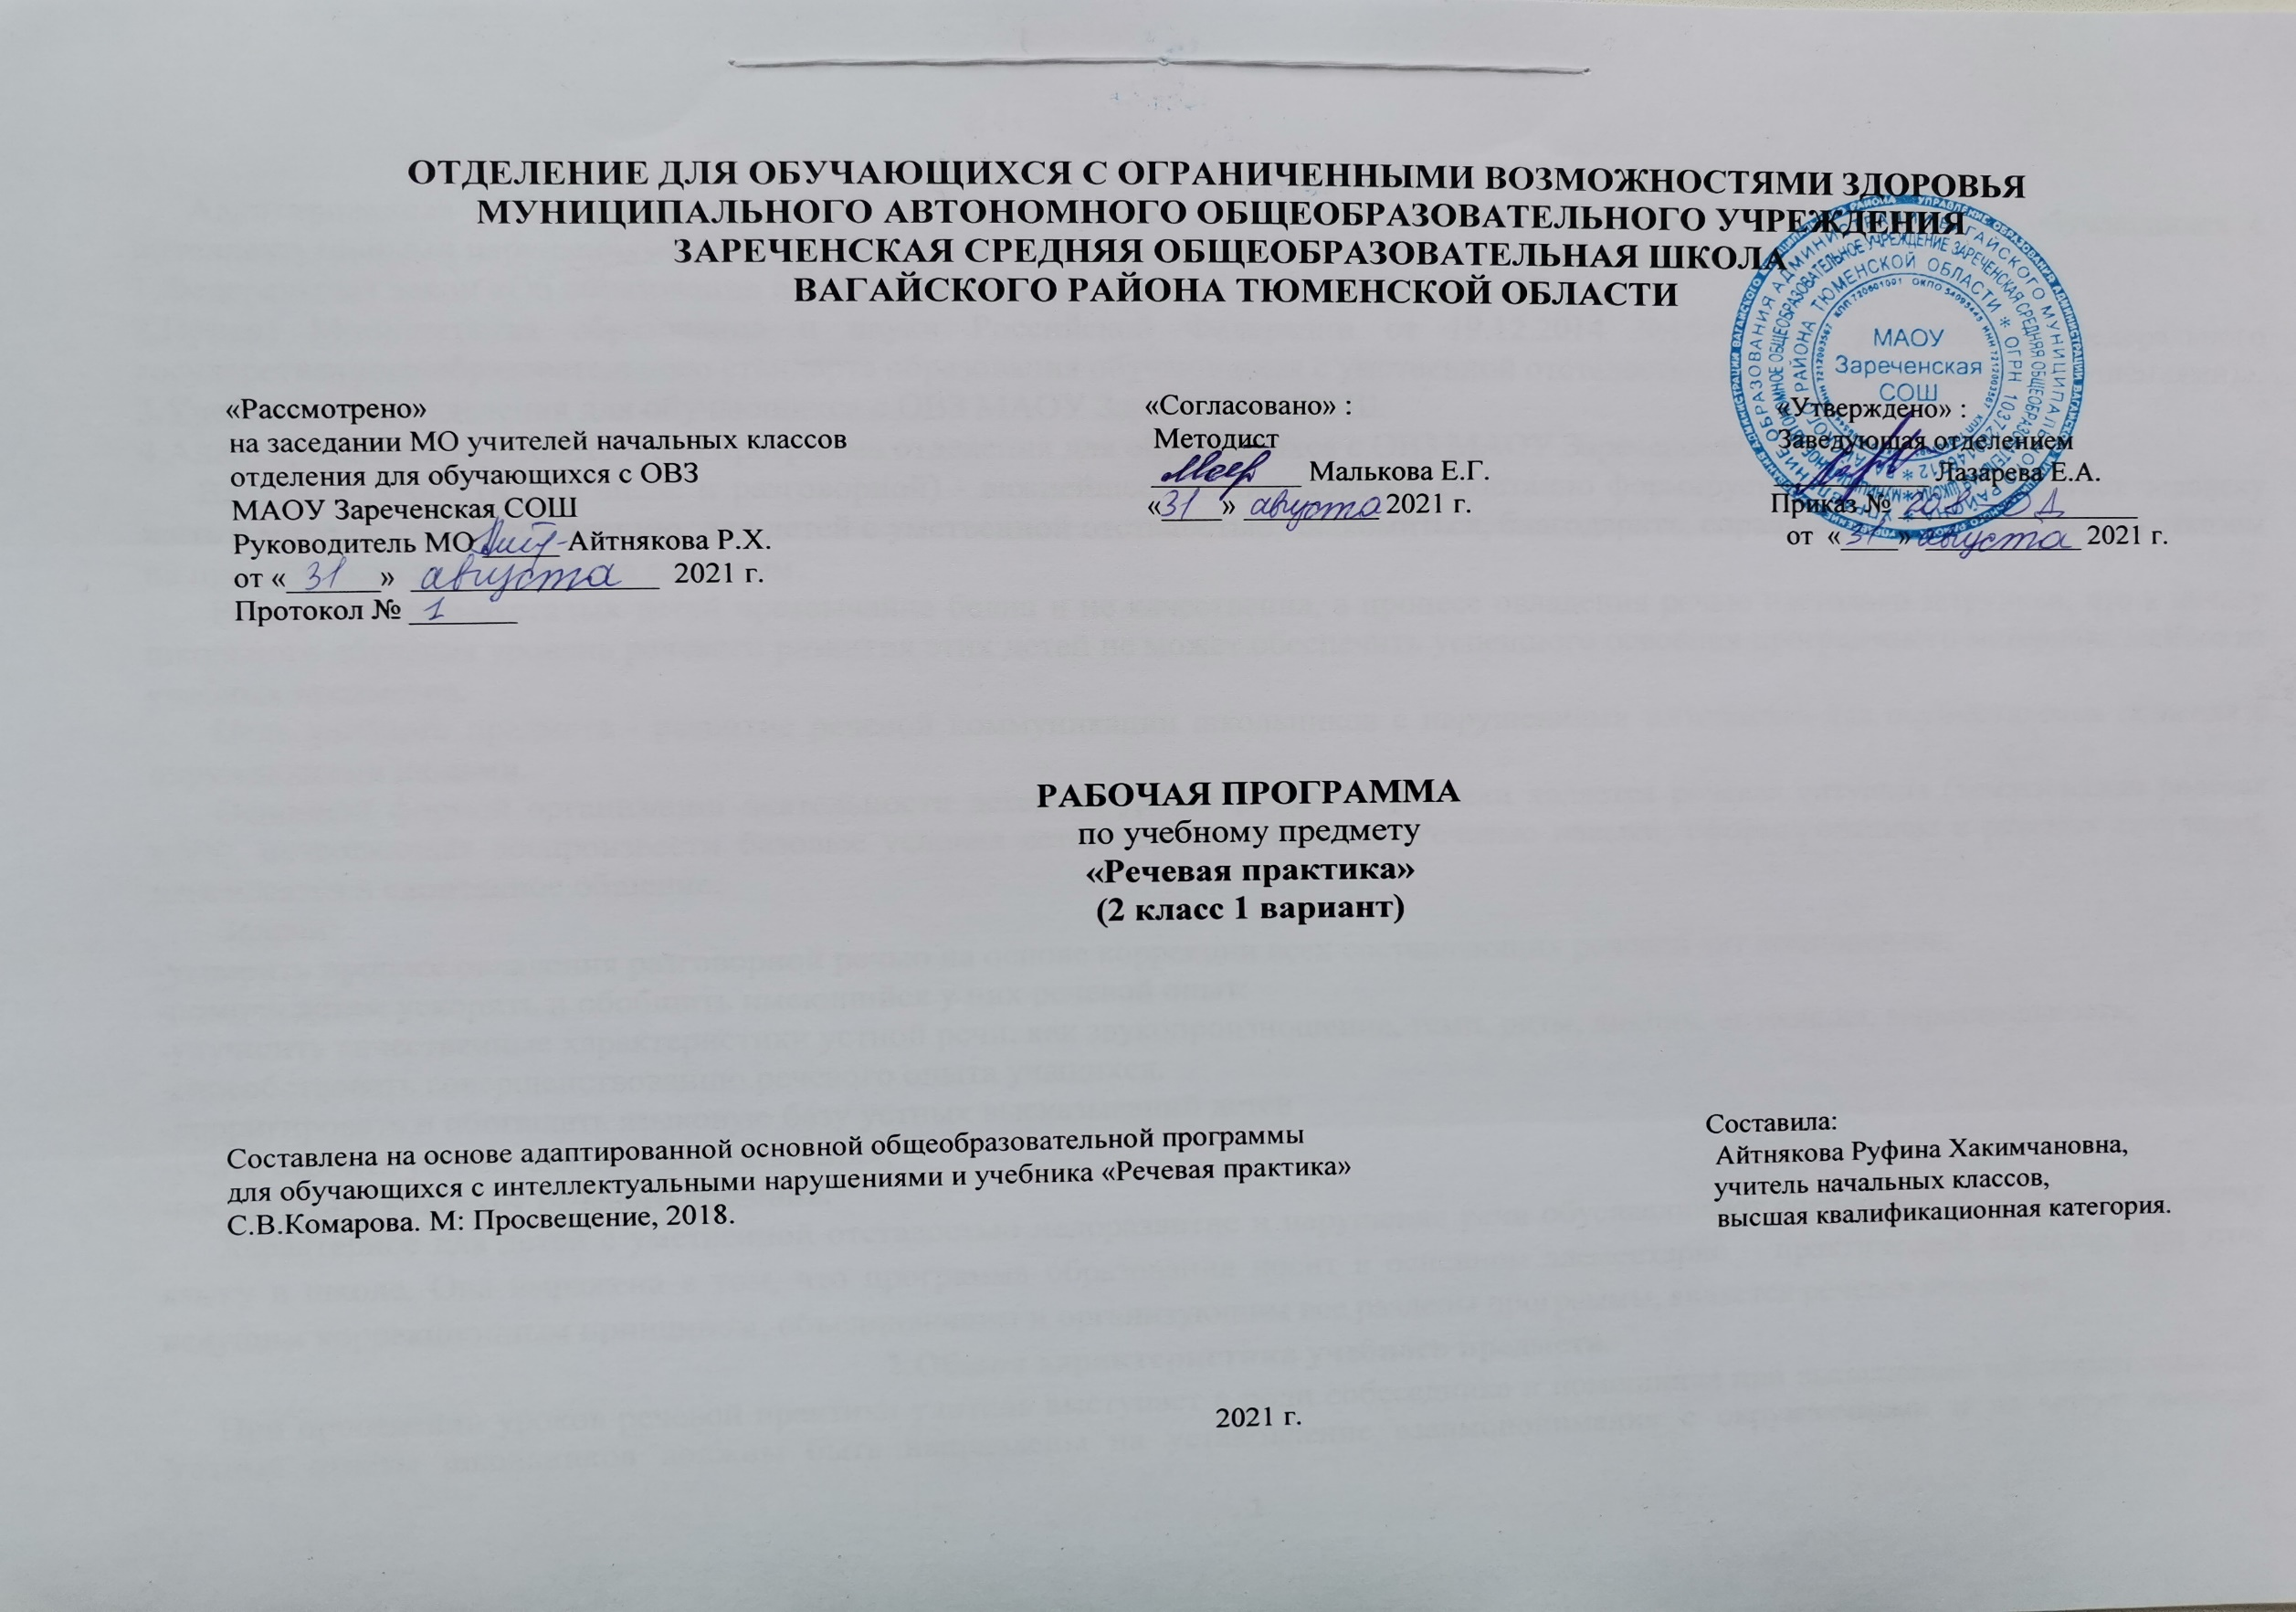 ОТДЕЛЕНИЕ ДЛЯ ОБУЧАЮЩИХСЯ С ОГРАНИЧЕННЫМИ ВОЗМОЖНОСТЯМИ ЗДОРОВЬЯ
МУНИЦИПАЛЬНОГО АВТОНОМНОГО ОБЩЕОБРАЗОВАТЕЛЬНОГО УЧРЕЖДЕНИЯ
ЗАРЕЧЕНСКАЯ СРЕДНЯЯ ОБЩЕОБРАЗОВАТЕЛЬНАЯ ШКОЛА
ВАГАЙСКОГО РАЙОНА ТЮМЕНСКОЙ ОБЛАСТИ
МАОУ
Зареченская
СОШ
«Рассмотрено»
на заседании МО учителей начальных классов
отделения для обучающихся с ОВЗ
МАОУ Зареченская СОШ
Руководитель МО Айтнякова Р.Х.
от «31» августа 2021 г.
Протокол № 1
«Согласовано» :
Методист
Малькова Е.Г.
«31» августа 2021 г.
«Утверждено» :
Заведующая отделением
Лазарева Е.А.
Приказ №
от «31» августа 2021 г.
РАБОЧАЯ ПРОГРАММА
по учебному предмету
«Речевая практика»
(2 класс 1 вариант)
Составлена на основе адаптированной основной общеобразовательной программы
для обучающихся с интеллектуальными нарушениями и учебника «Речевая практика»
С.В.Комарова. М: Просвещение, 2018.
Составила:
Айтнякова Руфина Хакимчановна,
учитель начальных классов,
высшая квалификационная категория.
2021 г.